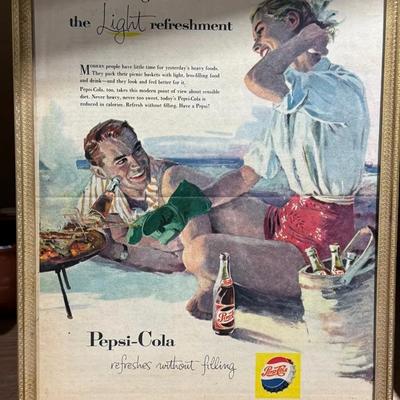 the Light refreshment
MODERN people have little time for yesterday's heavy foods.
They pack their picnic baskets with light, less-filling food
and drink—and they look and feel better for it.
Pepsi-Cola, too, takes this modern point of view about sensible
diet. Never heavy, never too sweet, today's Pepsi-Cola is
reduced in calories. Refresh without filling. Have a Pepsi!
Pepsi-Cola
refreshes without filling
Pepsi-Cola